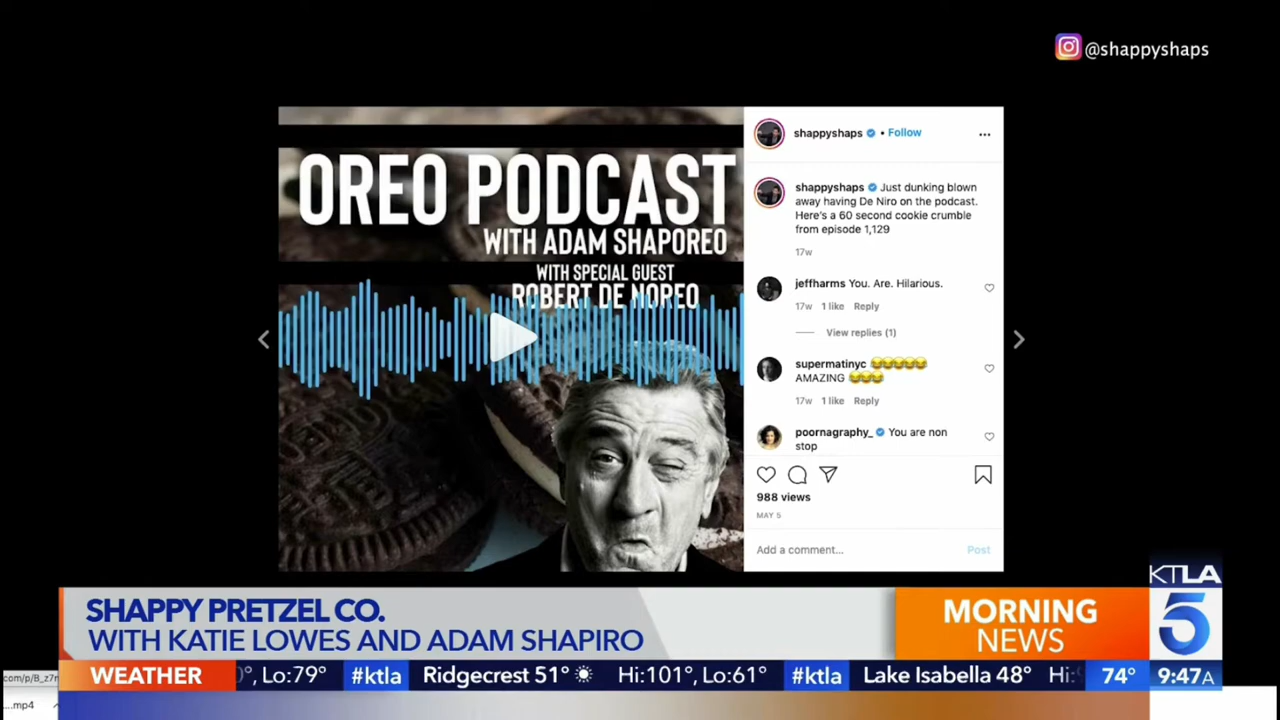 @shappyshaps
OREO PODCAST
WITH ADAM SHAPOREO
WITH SPECIAL GUEST
ROBERT DE NOREO
shappyshaps • Follow
shappyshaps Just dunking blown
away having De Niro on the podcast.
Here's a 60 second cookie crumble
from episode 1,129
17w
jeffharms You. Are. Hilarious.
17w 1 like Reply
View replies (1)
supermatinyc 😂😂😂😂😂
AMAZING 😂😂😂
17w 1 like Reply
poornagraphy_ You are non
stop
988 views
MAY 5
Add a comment... Post
KTLA
5
SHAPPY PRETZEL CO.
WITH KATIE LOWES AND ADAM SHAPIRO
MORNING
NEWS
WEATHER °, Lo:79° #ktla Ridgecrest 51° Hi:101°, Lo:61° #ktla Lake Isabella 48° Hi: 74° 9:47A
com/p/B_z7r
....mp4